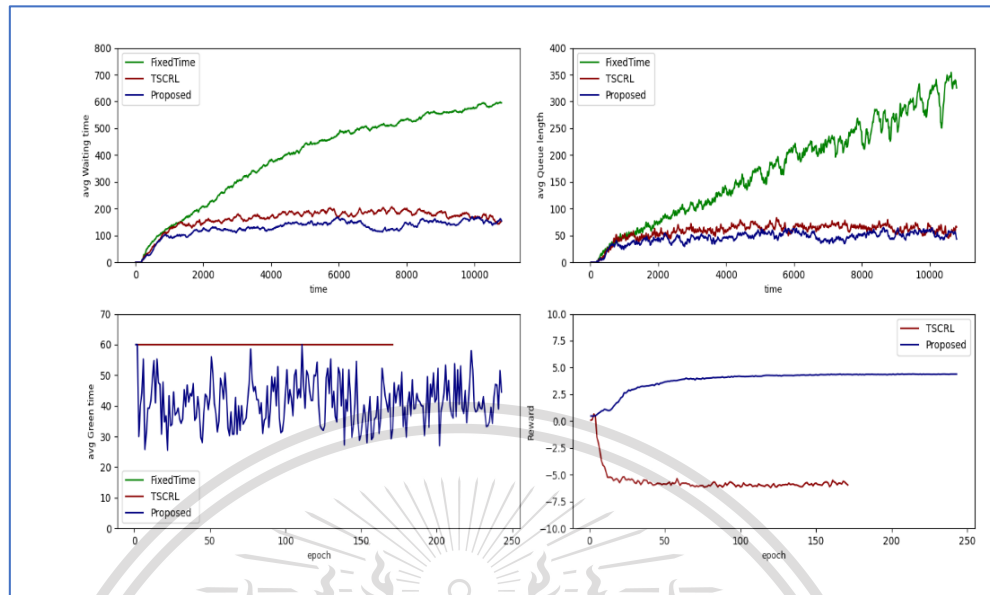 800
700
600
500
400
300
200
100
0
avg Waiting time
FixedTime
TSCRL
Proposed
0 2000 4000 6000 8000 10000
time
400
350
300
250
200
150
100
50
0
avg Queue length
FixedTime
TSCRL
Proposed
0 2000 4000 6000 8000 10000
time
70
60
50
40
30
20
10
0
avg Green time
FixedTime
TSCRL
Proposed
0 50 100 150 200 250
epoch
10.0
7.5
5.0
2.5
0.0
−2.5
−5.0
−7.5
−10.0
Reward
TSCRL
Proposed
0 50 100 150 200 250
epoch